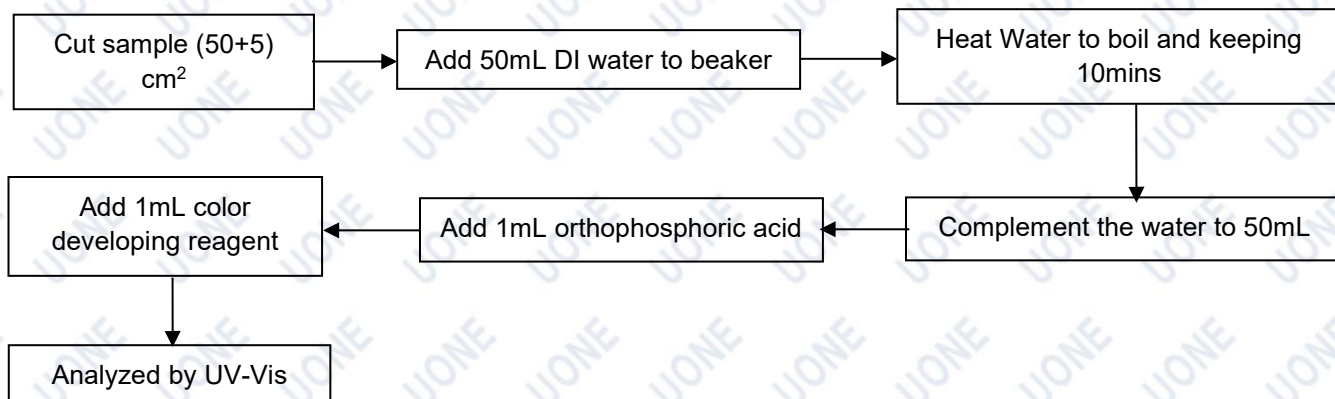 Cut sample (50+5)
cm²
Add 50mL DI water to beaker
Heat Water to boil and keeping
10mins
Complement the water to 50mL
Add 1mL orthophosphoric acid
Add 1mL color
developing reagent
Analyzed by UV-Vis
UONE